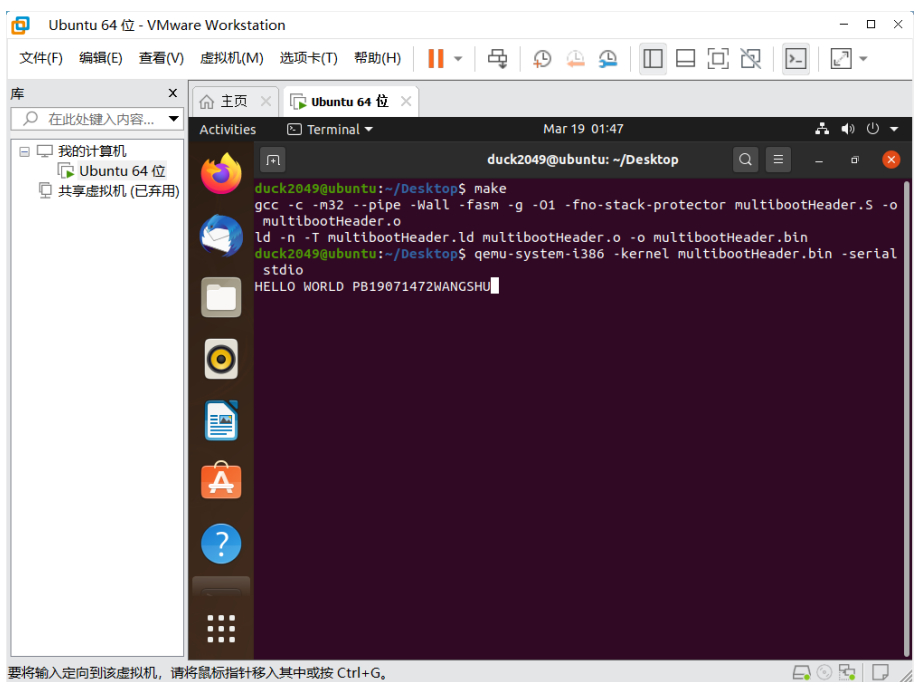 Ubuntu 64 位 - VMware Workstation
文件(F) 编辑(E) 查看(V) 虚拟机(M) 选项卡(T) 帮助(H)
库
在此处键入内容...
我的计算机
Ubuntu 64 位
共享虚拟机 (已弃用)
主页
Ubuntu 64 位
Activities Terminal Mar 19 01:47
duck2049@ubuntu: ~/Desktop
duck2049@ubuntu:~/Desktop$ make
gcc -c -m32 --pipe -Wall -fasm -g -O1 -fno-stack-protector multibootHeader.S -o
multibootHeader.o
ld -n -T multibootHeader.ld multibootHeader.o -o multibootHeader.bin
duck2049@ubuntu:~/Desktop$ qemu-system-i386 -kernel multibootHeader.bin -serial
stdio
HELLO WORLD PB19071472WANGSHU
要将输入定向到该虚拟机，请将鼠标指针移入其中或按 Ctrl+G。